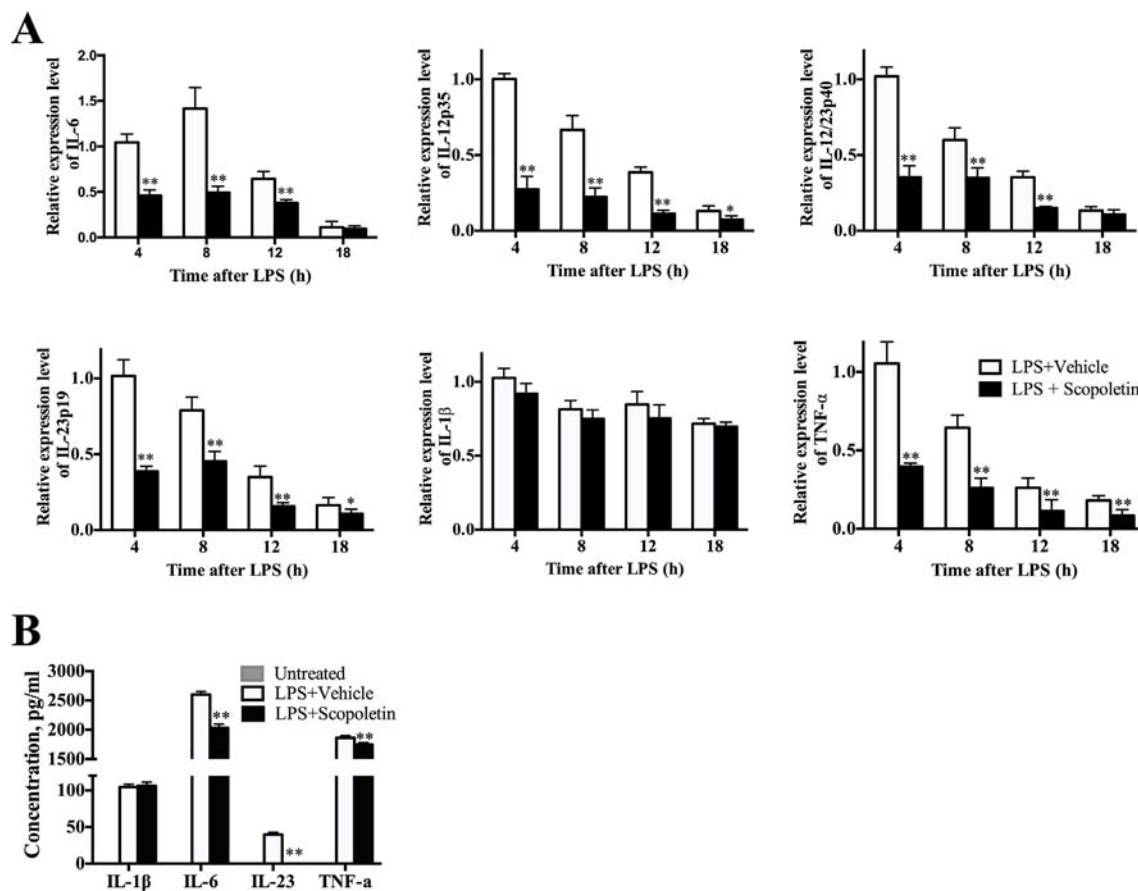 A
Relative expression level
of IL-6
2.0
1.5
1.0
0.5
0.0
**
**
**
4 8 12 18
Time after LPS (h)
Relative expression level
of IL-12p35
1.0
0.5
0.0
**
**
**
*
4 8 12 18
Time after LPS (h)
Relative expression level
of IL-12/23p40
1.0
0.5
0.0
**
**
**
4 8 12 18
Time after LPS (h)
Relative expression level
of IL-23p19
1.0
0.5
0.0
**
**
**
*
4 8 12 18
Time after LPS (h)
Relative expression level
of IL-1β
1.0
0.5
0.0
4 8 12 18
Time after LPS (h)
Relative expression level
of TNF-α
1.0
0.5
0.0
LPS+Vehicle
LPS + Scopoletin
**
**
**
**
4 8 12 18
Time after LPS (h)
B
Concentration, pg/ml
3000
2500
2000
1500
100
50
0
Untreated
LPS+Vehicle
LPS+Scopoletin
**
**
**
IL-1β IL-6 IL-23 TNF-a